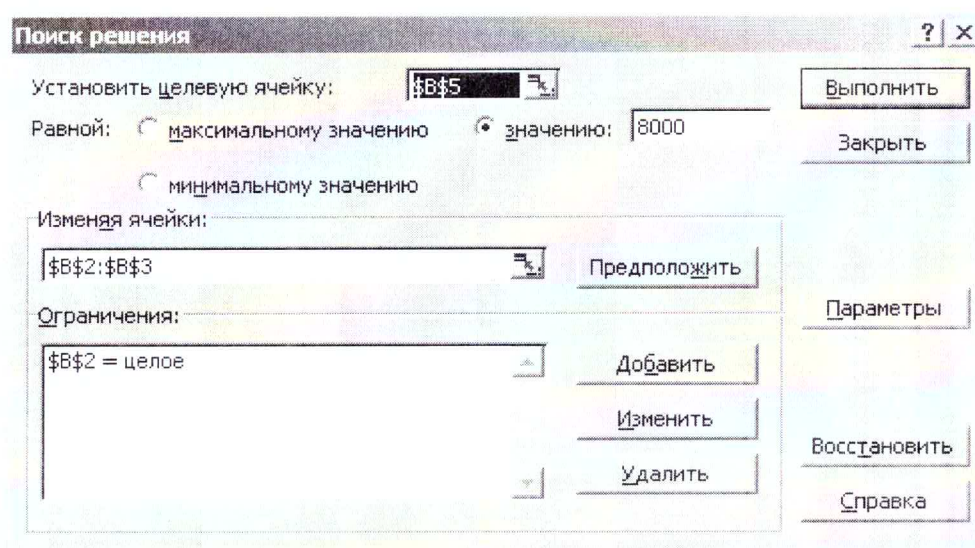 Поиск решения
Установить целевую ячейку: $B$5
Выполнить
Равной: максимальному значению значению: 8000
Закрыть
минимальному значению
Изменяя ячейки:
$B$2:$B$3 Предположить
Параметры
Ограничения:
$B$2 = целое
Добавить
Изменить
Восстановить
Удалить
Справка